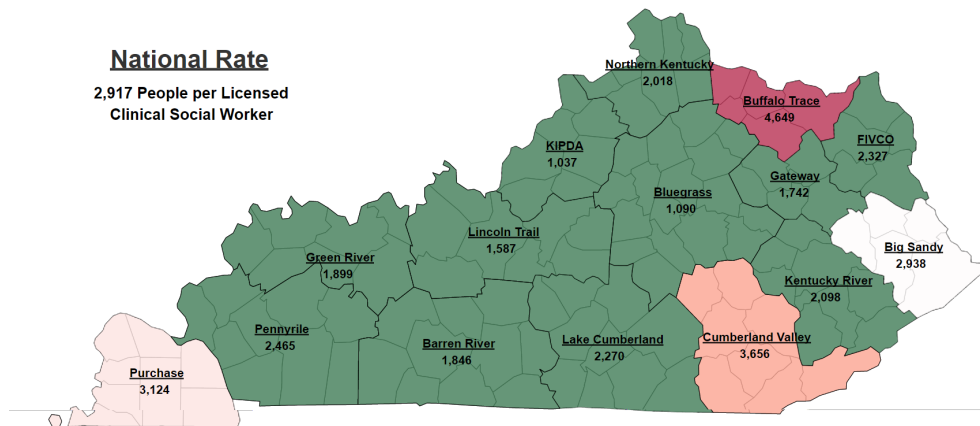 National Rate
2,917 People per Licensed
Clinical Social Worker
Northern Kentucky
2,018
Buffalo Trace
4,649
FIVCO
2,327
KIPDA
1,037
Gateway
1,742
Bluegrass
1,090
Lincoln Trail
1,587
Big Sandy
2,938
Green River
1,899
Kentucky River
2,098
Pennyrile
2,465
Barren River
1,846
Lake Cumberland
2,270
Cumberland Valley
3,656
Purchase
3,124